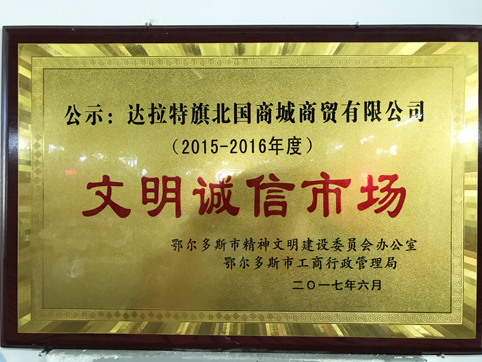 公示：达拉特旗北国商城商贸有限公司
（2015-2016年度）
文明诚信市场
鄂尔多斯市精神文明建设委员会办公室
鄂尔多斯市工商行政管理局
二〇一七年六月